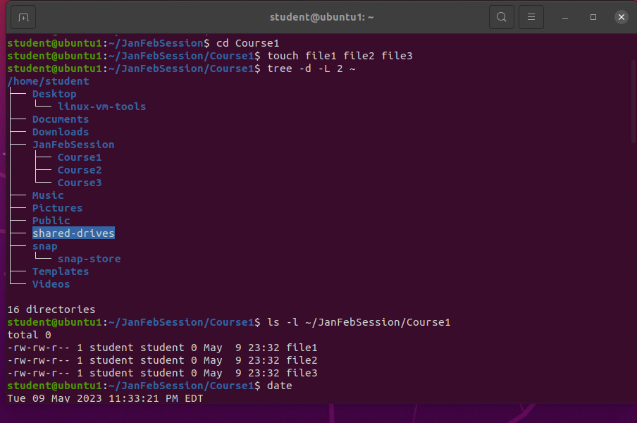 student@ubuntu1: ~
student@ubuntu1:~/JanFebSession$ cd Course1
student@ubuntu1:~/JanFebSession/Course1$ touch file1 file2 file3
student@ubuntu1:~/JanFebSession/Course1$ tree -d -L 2 ~
/home/student
├── Desktop
│   └── linux-vm-tools
├── Documents
├── Downloads
├── JanFebSession
│   ├── Course1
│   ├── Course2
│   └── Course3
├── Music
├── Pictures
├── Public
├── shared-drives
├── snap
│   └── snap-store
├── Templates
└── Videos
16 directories
student@ubuntu1:~/JanFebSession/Course1$ ls -l ~/JanFebSession/Course1
total 0
-rw-rw-r-- 1 student student 0 May  9 23:32 file1
-rw-rw-r-- 1 student student 0 May  9 23:32 file2
-rw-rw-r-- 1 student student 0 May  9 23:32 file3
student@ubuntu1:~/JanFebSession/Course1$ date
Tue 09 May 2023 11:33:21 PM EDT